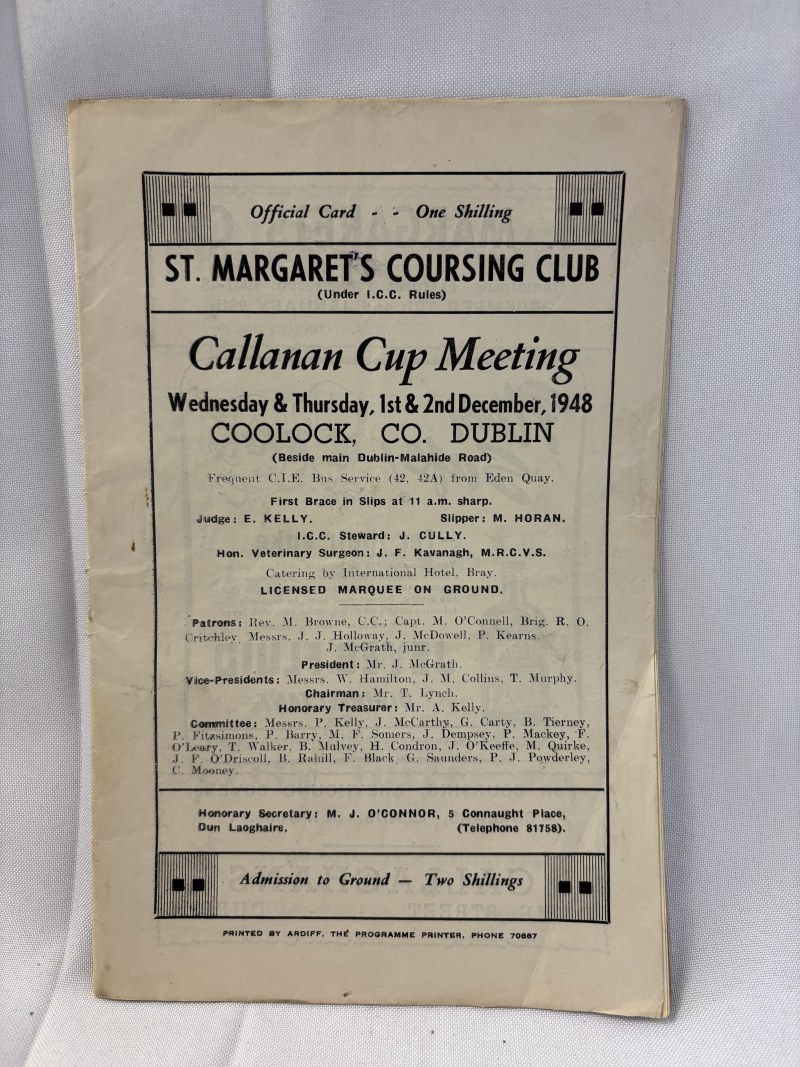 Official Card - - One Shilling
ST. MARGARET'S COURSING CLUB
(Under I.C.C. Rules)
Callanan Cup Meeting
Wednesday & Thursday, 1st & 2nd December, 1948
COOLOCK, CO. DUBLIN
(Beside main Dublin-Malahide Road)
Frequent C.I.E. Bus Service (42, 42A) from Eden Quay.
First Brace in Slips at 11 a.m. sharp.
Judge: E. KELLY. Slipper: M. HORAN.
I.C.C. Steward: J. CULLY.
Hon. Veterinary Surgeon: J. F. Kavanagh, M.R.C.V.S.
Catering by International Hotel, Bray.
LICENSED MARQUEE ON GROUND.
Patrons: Rev. M. Browne, C.C.; Capt. M. O'Connell, Brig. R. O.
Critchley, Messrs. J. J. Holloway, J. McDowell, P. Kearns.
J. McGrath, junr.
President: Mr. J. McGrath.
Vice-Presidents: Messrs. W. Hamilton, J. M. Collins, T. Murphy.
Chairman: Mr. T. Lynch.
Honorary Treasurer: Mr. A. Kelly.
Committee: Messrs. P. Kelly, J. McCarthy, G. Carty, B. Tierney,
P. Fitzsimons, P. Barry, M. F. Somers, J. Dempsey, P. Mackey, F.
O'Leary, T. Walker, B. Mulvey, H. Condron, J. O'Keeffe, M. Quirke,
J. F. O'Driscoll, B. Rahill, F. Black, G. Saunders, P. J. Powderley,
C. Mooney.
Honorary Secretary: M. J. O'CONNOR, 5 Connaught Place,
Dun Laoghaire. (Telephone 81758).
Admission to Ground — Two Shillings
PRINTED BY ARDIFF, THE PROGRAMME PRINTER, PHONE 70667